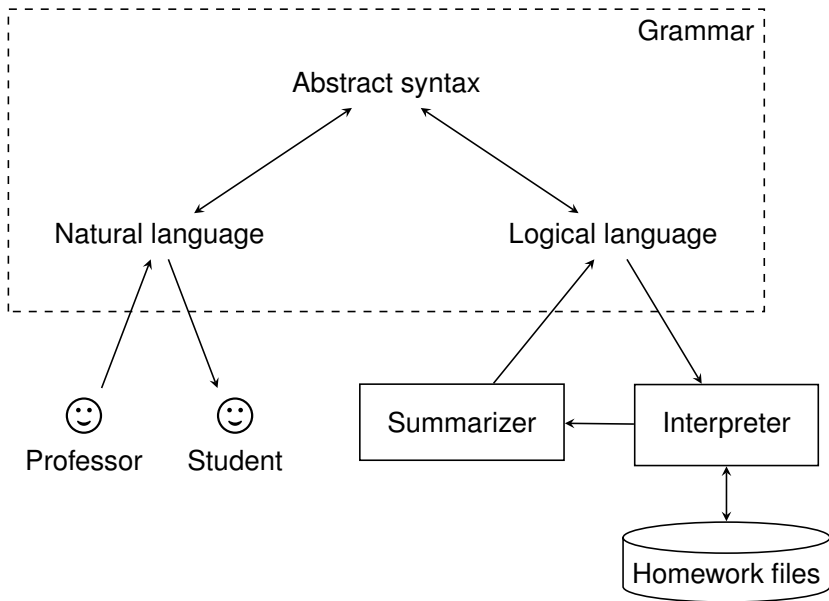 Grammar
Abstract syntax
Natural language
Logical language
Summarizer
Interpreter
Professor
Student
Homework files